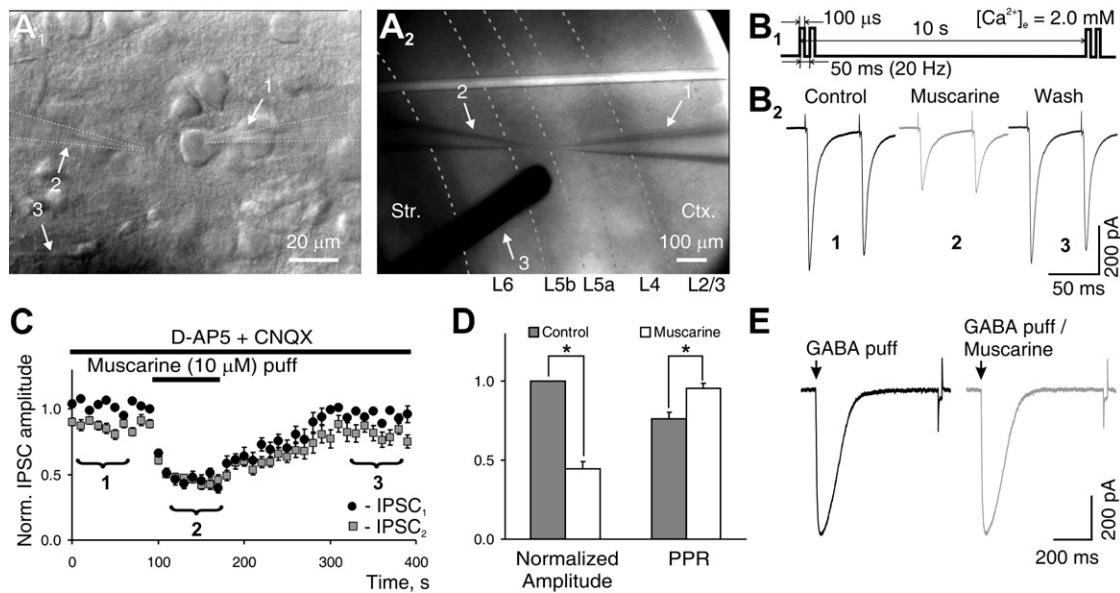 A₁
1
2
3
20 μm
A₂
2
1
Str.
Ctx.
3
100 μm
L6 L5b L5a L4 L2/3
B₁
100 μs
[Ca²⁺]ₑ = 2.0 mM
10 s
50 ms (20 Hz)
B₂
Control Muscarine Wash
1 2 3
200 pA
50 ms
C
D-AP5 + CNQX
Muscarine (10 μM) puff
Norm. IPSC amplitude
1.0
0.5
0.0
1
2
3
- IPSC₁
- IPSC₂
0 100 200 300 400
Time, s
D
Control Muscarine
* *
1.0
0.5
0.0
Normalized Amplitude
PPR
E
GABA puff
GABA puff /
Muscarine
200 pA
200 ms